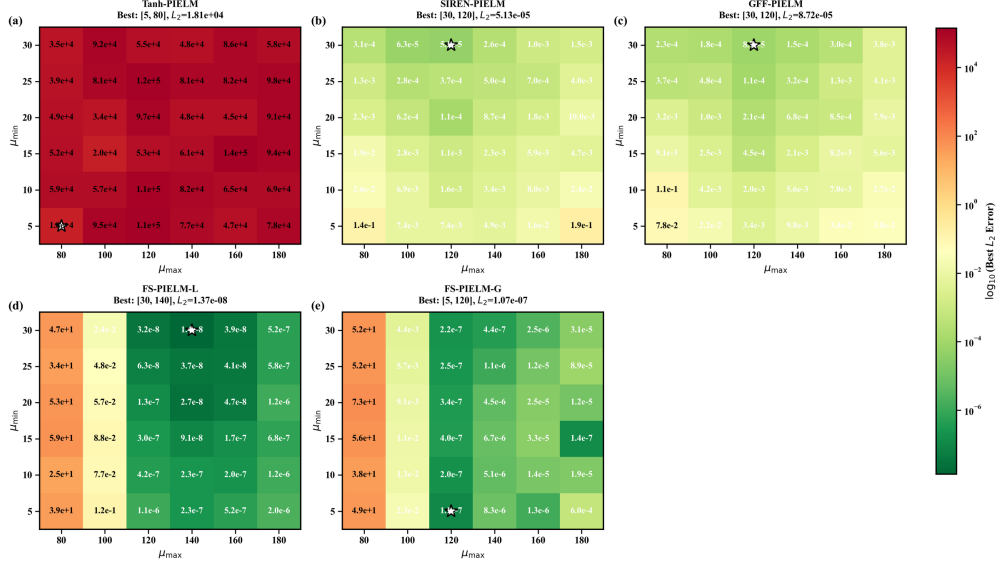 (a) Tanh-PIELM
Best: [5, 80], L₂=1.81e+04
μmin
30 3.5e+4 9.2e+4 5.5e+4 4.8e+4 8.6e+4 5.8e+4
25 3.9e+4 8.1e+4 1.2e+5 8.1e+4 8.2e+4 9.8e+4
20 4.9e+4 3.4e+4 9.7e+4 4.8e+4 4.5e+4 9.1e+4
15 5.2e+4 2.0e+4 5.3e+4 6.1e+4 1.4e+5 9.4e+4
10 5.9e+4 5.7e+4 1.1e+5 8.2e+4 6.5e+4 6.9e+4
5 9.5e+4 1.1e+5 7.7e+4 4.7e+4 7.8e+4
80 100 120 140 160 180
μmax
(b) SIREN-PIELM
Best: [30, 120], L₂=5.13e-05
30 3.1e-4 6.3e-5 2.6e-4 1.0e-3 1.5e-3
25 1.3e-3 2.8e-4 3.7e-4 5.0e-4 7.0e-4 4.0e-3
20 2.3e-3 6.2e-4 1.1e-4 8.7e-4 1.8e-3 10.0e-3
15 2.8e-3 1.1e-3 2.3e-3 5.9e-3 4.7e-3
10 6.9e-3 1.6e-3 3.4e-3 8.0e-3
5 1.4e-1 1.9e-1
80 100 120 140 160 180
μmax
(c) GFF-PIELM
Best: [30, 120], L₂=8.72e-05
30 2.3e-4 1.8e-4 1.5e-4 3.0e-4
25 3.7e-4 4.8e-4 1.1e-4 3.2e-4 1.3e-3 4.1e-3
20 3.2e-3 1.0e-3 2.1e-4 6.8e-4 8.5e-4 7.9e-3
15 2.5e-3 4.5e-4 2.1e-3
10 1.1e-1 4.2e-3 2.0e-3
5 7.8e-2 3.4e-3
80 100 120 140 160 180
μmax
log₁₀(Best L₂ Error)
10⁴
10²
10⁰
10⁻²
10⁻⁴
10⁻⁶
(d) FS-PIELM-L
Best: [30, 140], L₂=1.37e-08
μmin
30 4.7e+1 3.2e-8 3.9e-8 5.2e-7
25 3.4e+1 4.8e-2 6.3e-8 3.7e-8 4.1e-8 5.8e-7
20 5.3e+1 5.7e-2 1.3e-7 2.7e-8 4.7e-8 1.2e-6
15 5.9e+1 8.8e-2 3.0e-7 9.1e-8 1.7e-7 6.8e-7
10 2.5e+1 7.7e-2 4.2e-7 2.3e-7 2.0e-7 1.2e-6
5 3.9e+1 1.2e-1 1.1e-6 2.3e-7 5.2e-7 2.0e-6
80 100 120 140 160 180
μmax
(e) FS-PIELM-G
Best: [5, 120], L₂=1.07e-07
30 5.2e+1 4.4e-3 2.2e-7 4.4e-7 2.5e-6 3.1e-5
25 5.2e+1 2.5e-7 1.1e-6 1.2e-5 8.9e-5
20 7.3e+1 3.4e-7 4.5e-6 2.5e-5 1.2e-5
15 5.6e+1 4.0e-7 6.7e-6 3.3e-5 1.4e-7
10 3.8e+1 2.0e-7 5.1e-6 1.4e-5 1.9e-5
5 4.9e+1 8.3e-6 1.3e-6 6.0e-4
80 100 120 140 160 180
μmax